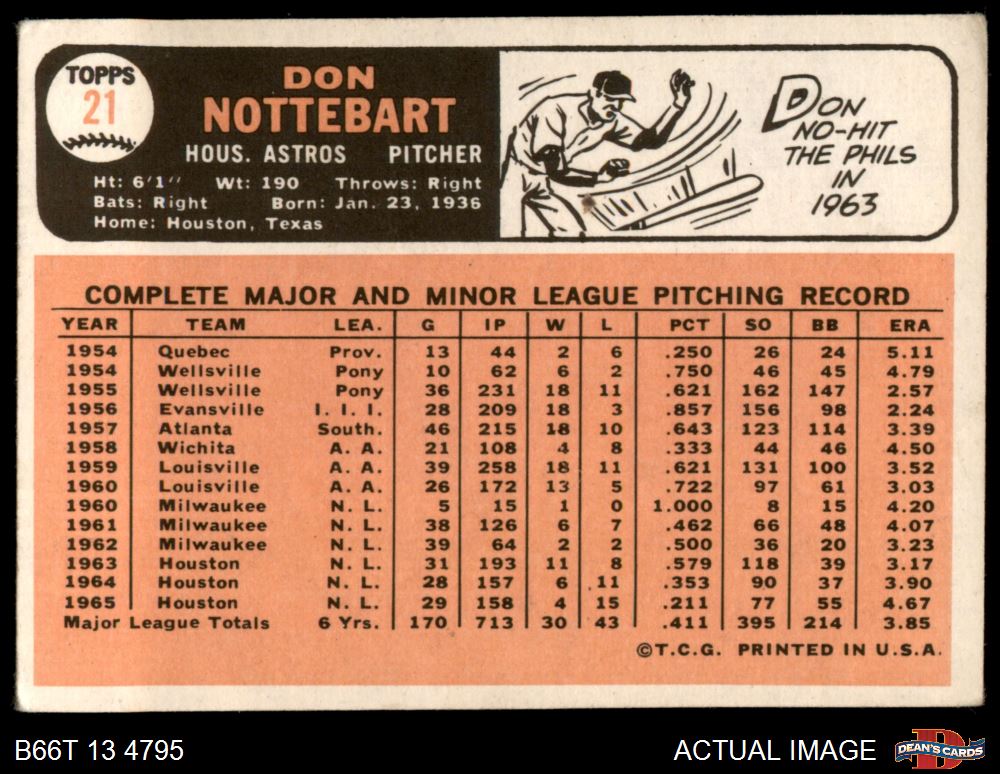 TOPPS
21
DON
NOTTEBART
HOUS. ASTROS PITCHER
Ht: 6'1" Wt: 190 Throws: Right
Bats: Right Born: Jan. 23, 1936
Home: Houston, Texas
DON
NO-HIT
THE PHILS
IN
1963
COMPLETE MAJOR AND MINOR LEAGUE PITCHING RECORD
YEAR TEAM LEA. G IP W L PCT SO BB ERA
1954 Quebec Prov. 13 44 2 6 .250 26 24 5.11
1954 Wellsville Pony 10 62 6 2 .750 46 45 4.79
1955 Wellsville Pony 36 231 18 11 .621 162 147 2.57
1956 Evansville I. I. I. 28 209 18 3 .857 156 98 2.24
1957 Atlanta South. 46 215 18 10 .643 123 114 3.39
1958 Wichita A. A. 21 108 4 8 .333 44 46 4.50
1959 Louisville A. A. 39 258 18 11 .621 131 100 3.52
1960 Louisville A. A. 26 172 13 5 .722 97 61 3.03
1960 Milwaukee N. L. 5 15 1 0 1.000 8 15 4.20
1961 Milwaukee N. L. 38 126 6 7 .462 66 48 4.07
1962 Milwaukee N. L. 39 64 2 2 .500 36 20 3.23
1963 Houston N. L. 31 193 11 8 .579 118 39 3.17
1964 Houston N. L. 28 157 6 11 .353 90 37 3.90
1965 Houston N. L. 29 158 4 15 .211 77 55 4.67
Major League Totals 6 Yrs. 170 713 30 43 .411 395 214 3.85
©T.C.G. PRINTED IN U.S.A.
B66T 13 4795 ACTUAL IMAGE
DEAN'S CARDS